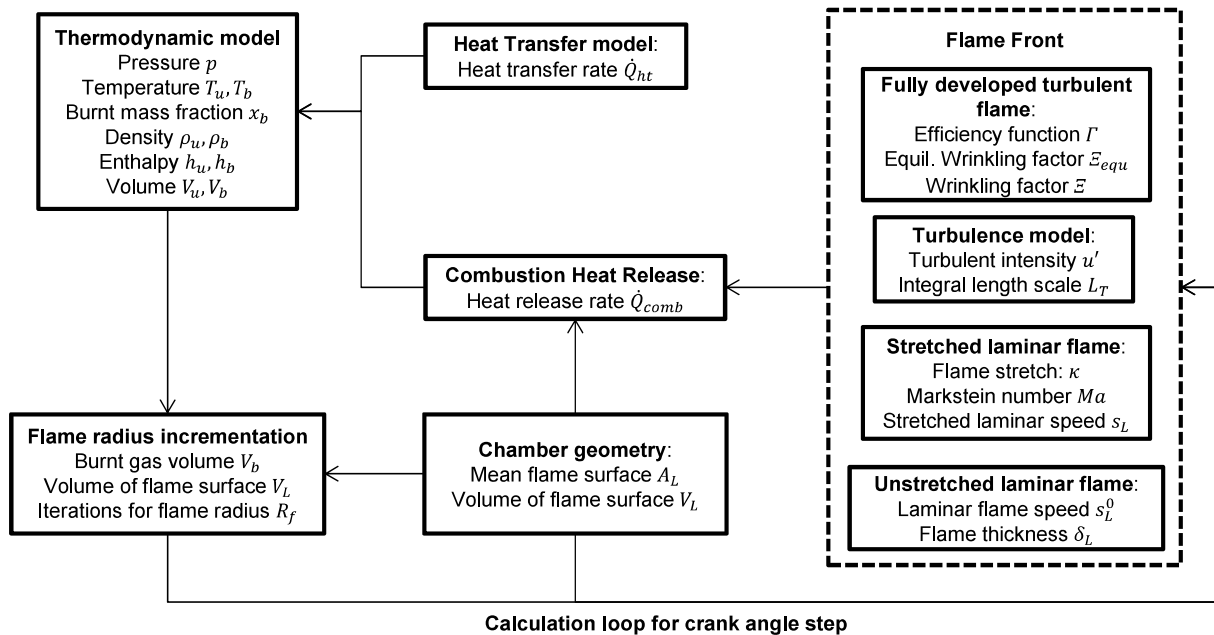 Thermodynamic model
Pressure p
Temperature T_u, T_b
Burnt mass fraction x_b
Density ρ_u, ρ_b
Enthalpy h_u, h_b
Volume V_u, V_b
Heat Transfer model:
Heat transfer rate Q̇_ht
Combustion Heat Release:
Heat release rate Q̇_comb
Flame radius incrementation
Burnt gas volume V_b
Volume of flame surface V_L
Iterations for flame radius R_f
Chamber geometry:
Mean flame surface A_L
Volume of flame surface V_L
Flame Front
Fully developed turbulent
flame:
Efficiency function Γ
Equil. Wrinkling factor Ξ_equ
Wrinkling factor Ξ
Turbulence model:
Turbulent intensity u′
Integral length scale L_T
Stretched laminar flame:
Flame stretch: κ
Markstein number Ma
Stretched laminar speed s_L
Unstretched laminar flame:
Laminar flame speed s_L^0
Flame thickness δ_L
Calculation loop for crank angle step